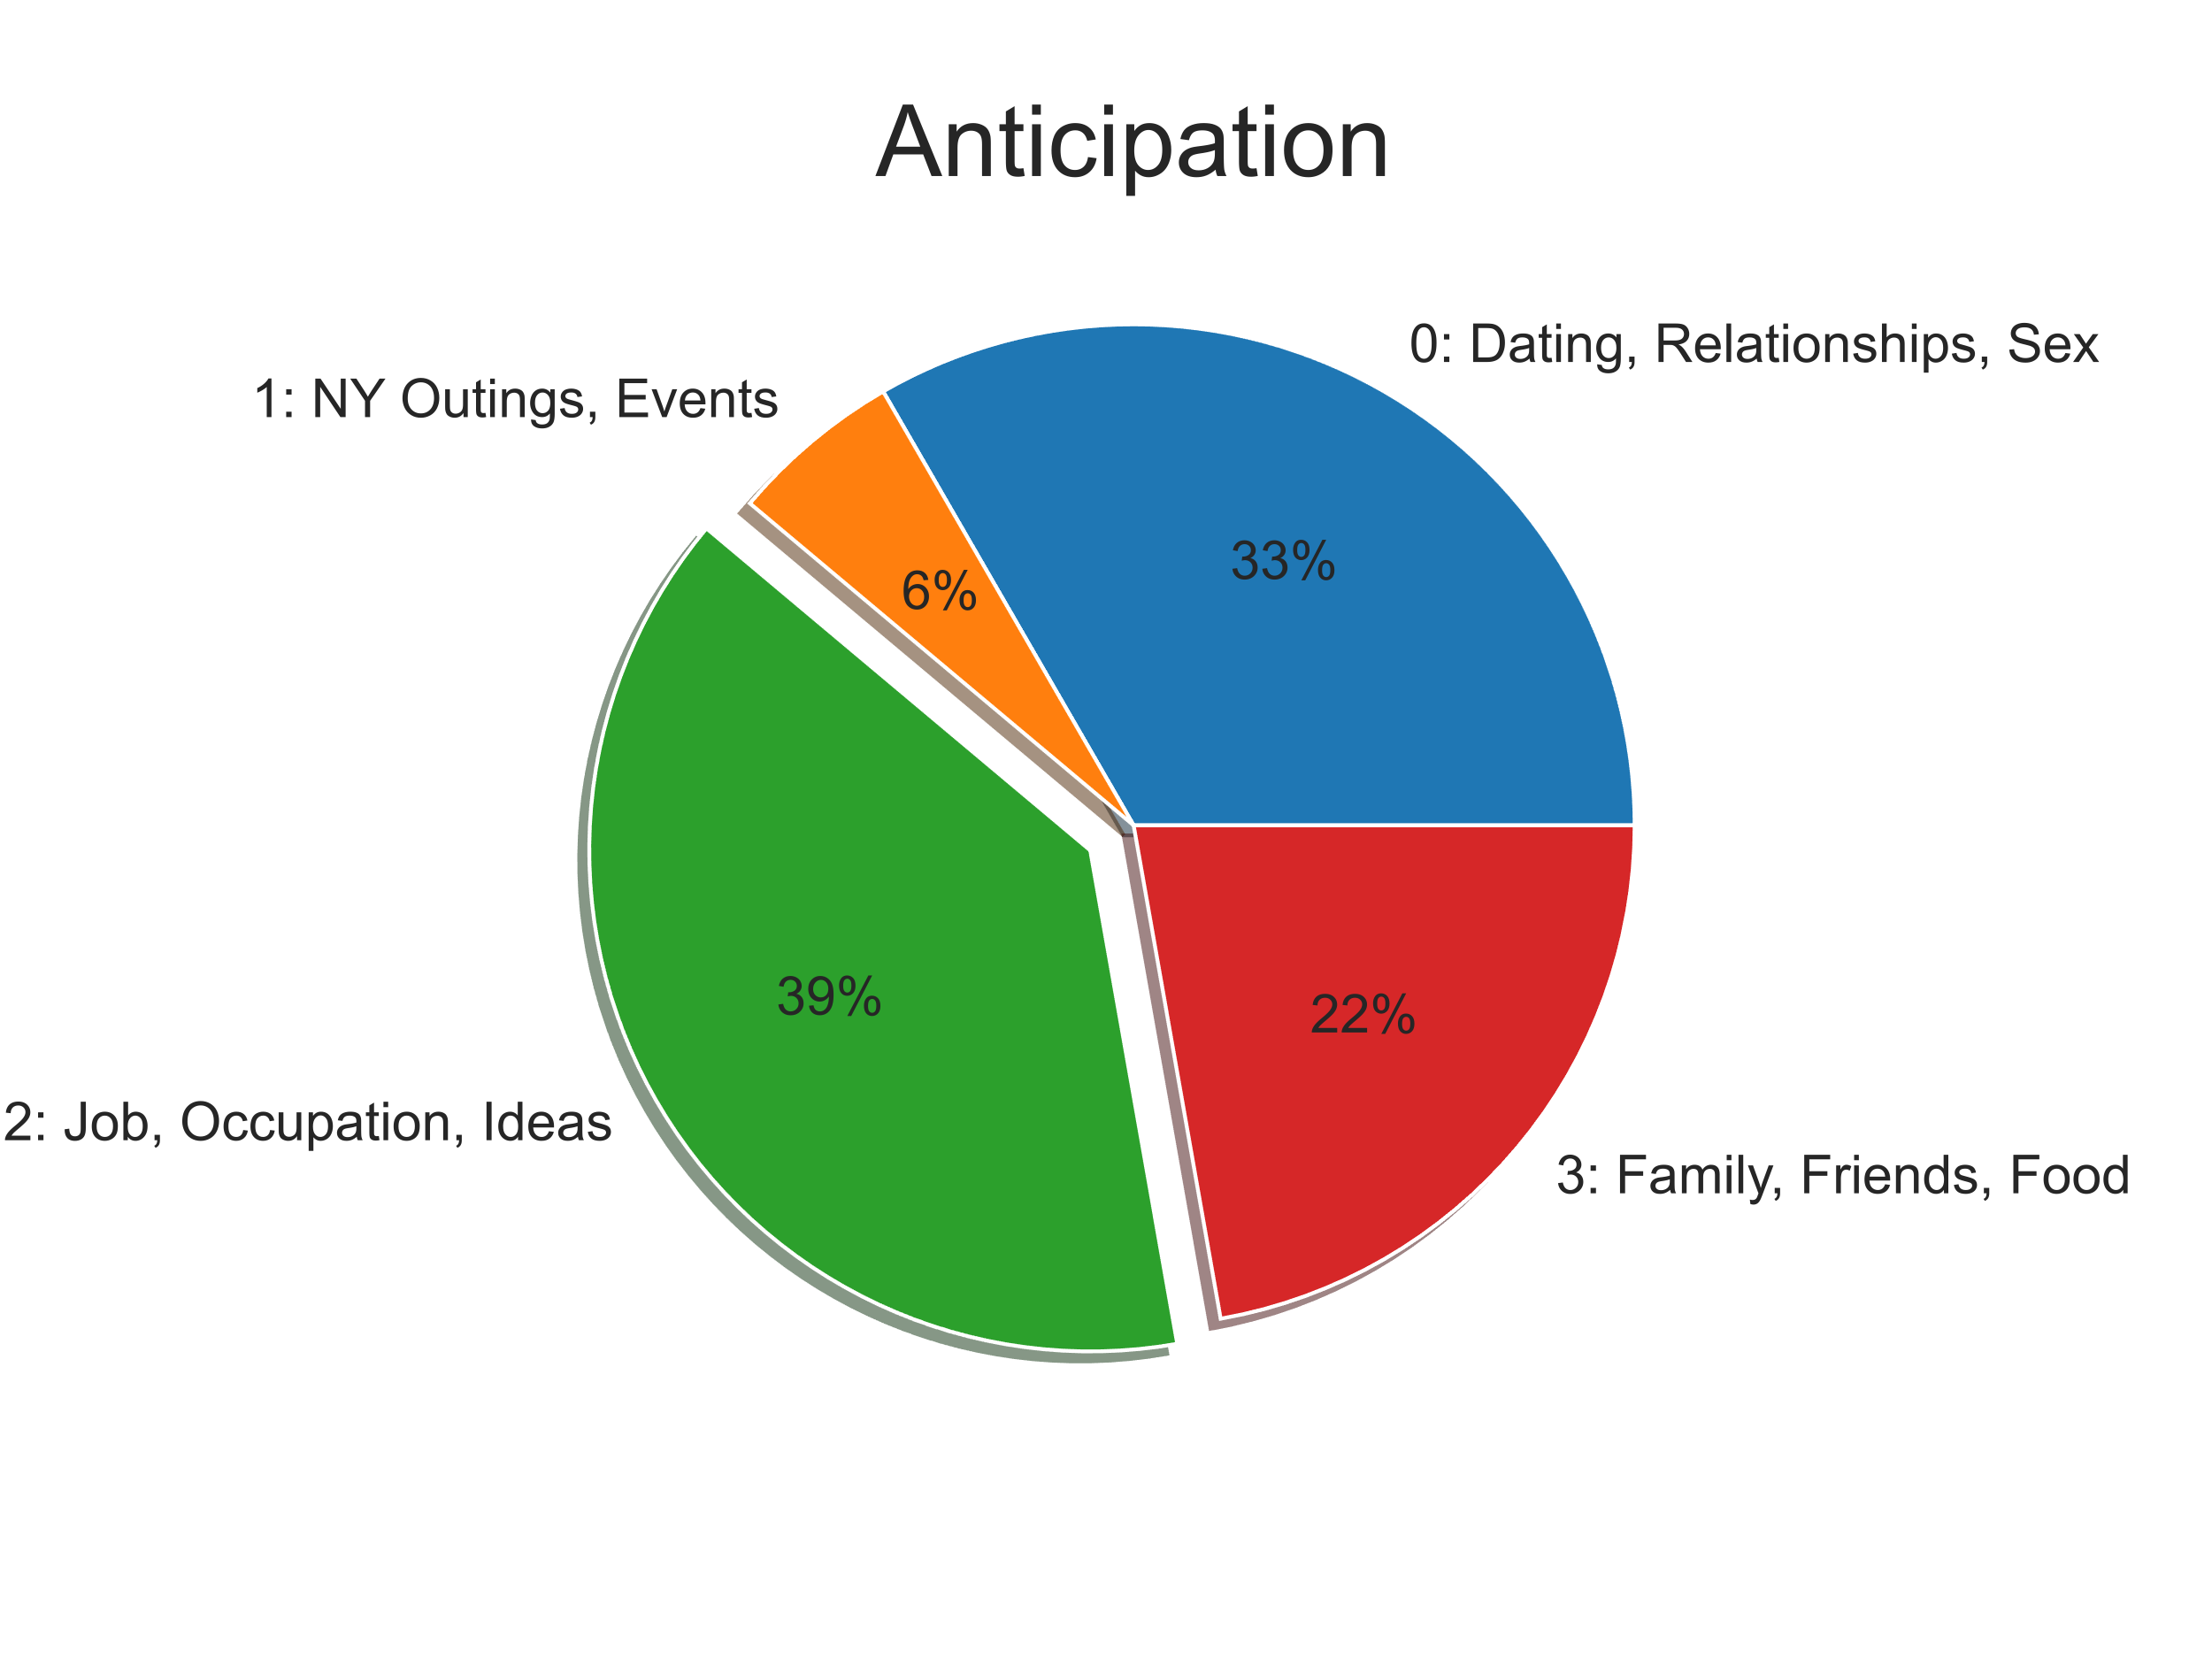 Anticipation
0: Dating, Relationships, Sex
1: NY Outings, Events
33%
6%
39%
22%
2: Job, Occupation, Ideas
3: Family, Friends, Food